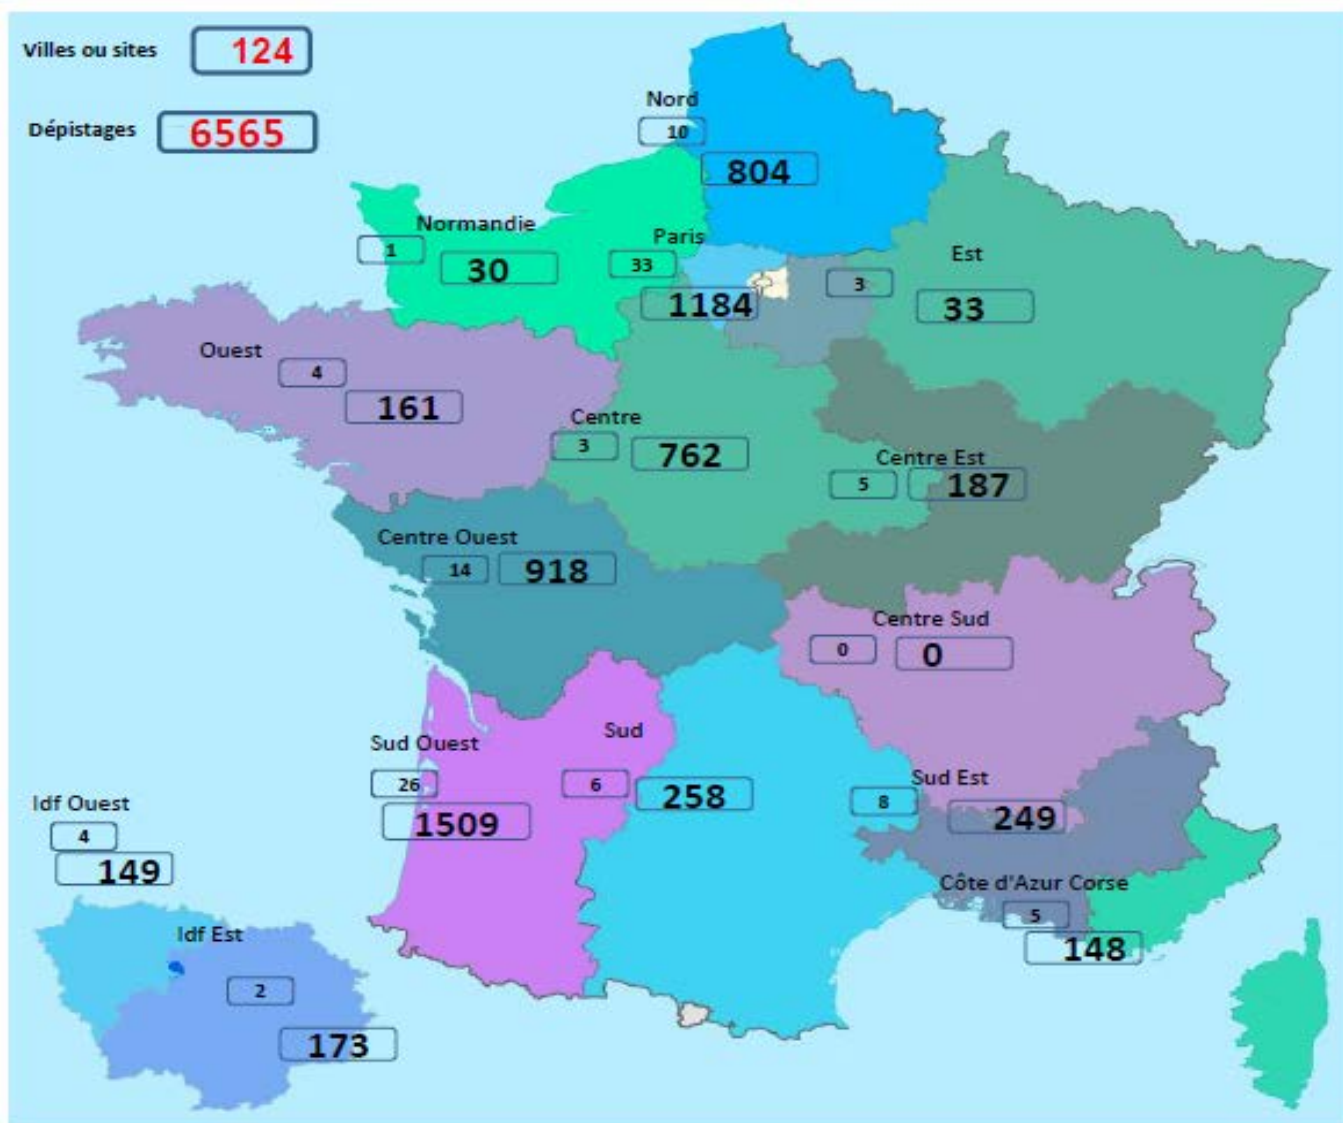 Villes ou sites 124
Dépistages 6565
Nord
10
804
Normandie
1
30
Paris
33
1184
Est
3
33
Ouest
4
161
Centre
3
762
Centre Est
5
187
Centre Ouest
14
918
Centre Sud
0
0
Sud Ouest
26
1509
Sud
6
258
Sud Est
8
249
Côte d'Azur Corse
5
148
Idf Ouest
4
149
Idf Est
2
173